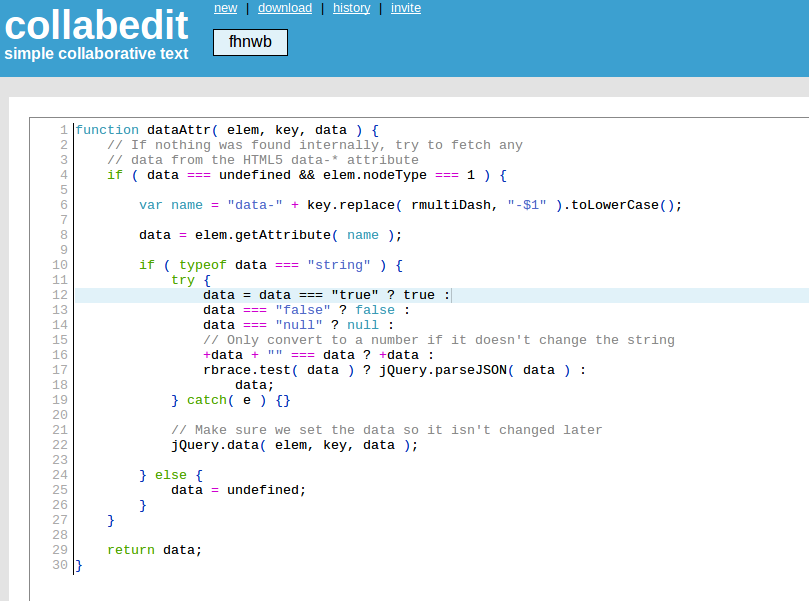 collabedit
simple collaborative text
new | download | history | invite
fhnwb
1 function dataAttr( elem, key, data ) {
2     // If nothing was found internally, try to fetch any
3     // data from the HTML5 data-* attribute
4     if ( data === undefined && elem.nodeType === 1 ) {
5
6         var name = "data-" + key.replace( rmultiDash, "-$1" ).toLowerCase();
7
8         data = elem.getAttribute( name );
9
10         if ( typeof data === "string" ) {
11             try {
12                 data = data === "true" ? true :
13                 data === "false" ? false :
14                 data === "null" ? null :
15                 // Only convert to a number if it doesn't change the string
16                 +data + "" === data ? +data :
17                 rbrace.test( data ) ? jQuery.parseJSON( data ) :
18                     data;
19             } catch( e ) {}
20
21             // Make sure we set the data so it isn't changed later
22             jQuery.data( elem, key, data );
23
24         } else {
25             data = undefined;
26         }
27     }
28
29     return data;
30 }